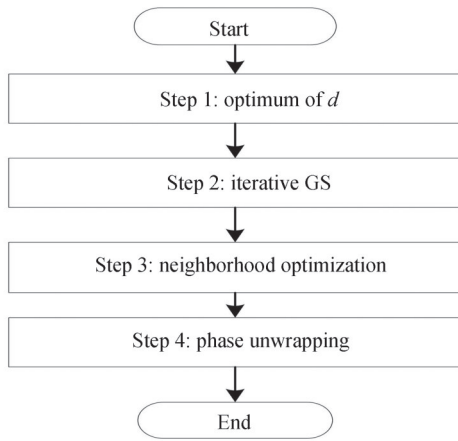 Start
Step 1: optimum of d
Step 2: iterative GS
Step 3: neighborhood optimization
Step 4: phase unwrapping
End